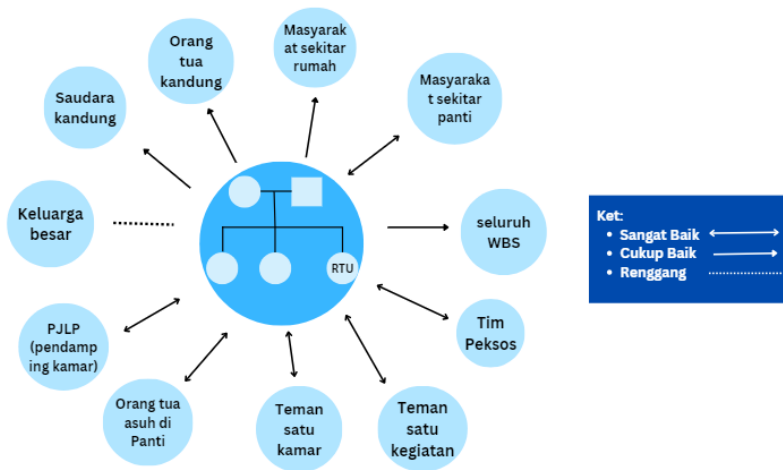 Orang
tua
kandung
Masyarak
at sekitar
rumah
Masyaraka
t sekitar
panti
Saudara
kandung
Keluarga
besar
seluruh
WBS
RTU
Ket:
• Sangat Baik
• Cukup Baik
• Renggang
PJLP
(pendamp
ing kamar)
Tim
Peksos
Orang tua
asuh di
Panti
Teman
satu
kamar
Teman
satu
kegiatan